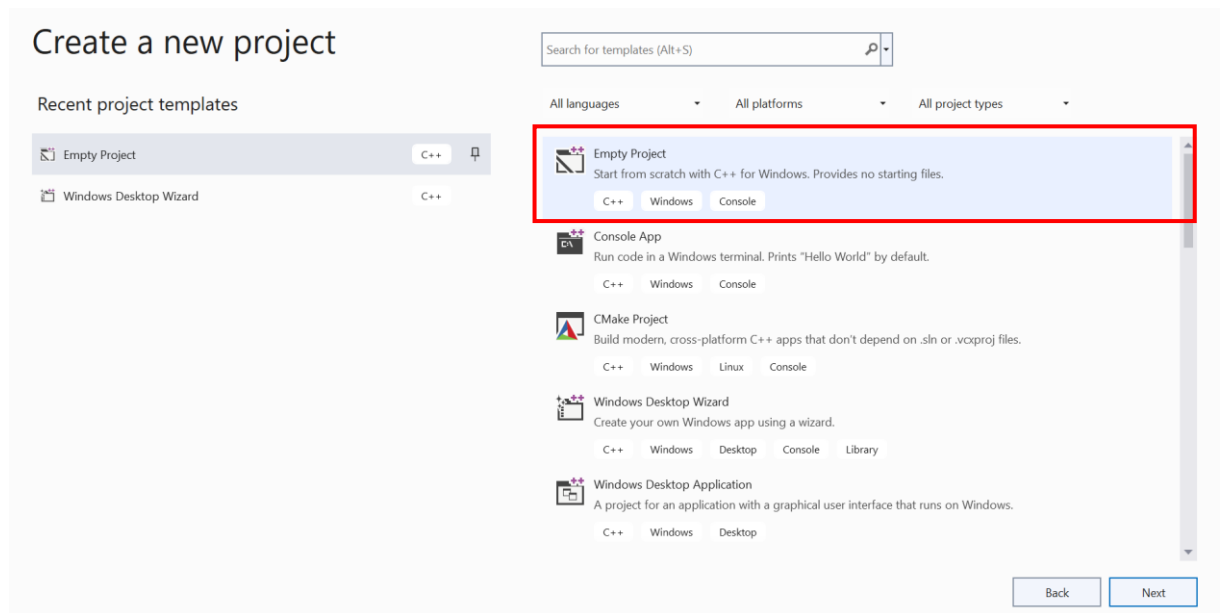 Create a new project
Search for templates (Alt+S)
Recent project templates
All languages
All platforms
All project types
Empty Project
C++
Windows Desktop Wizard
C++
Empty Project
Start from scratch with C++ for Windows. Provides no starting files.
C++ Windows Console
Console App
Run code in a Windows terminal. Prints "Hello World" by default.
C++ Windows Console
CMake Project
Build modern, cross-platform C++ apps that don't depend on .sln or .vcxproj files.
C++ Windows Linux Console
Windows Desktop Wizard
Create your own Windows app using a wizard.
C++ Windows Desktop Console Library
Windows Desktop Application
A project for an application with a graphical user interface that runs on Windows.
C++ Windows Desktop
Back
Next